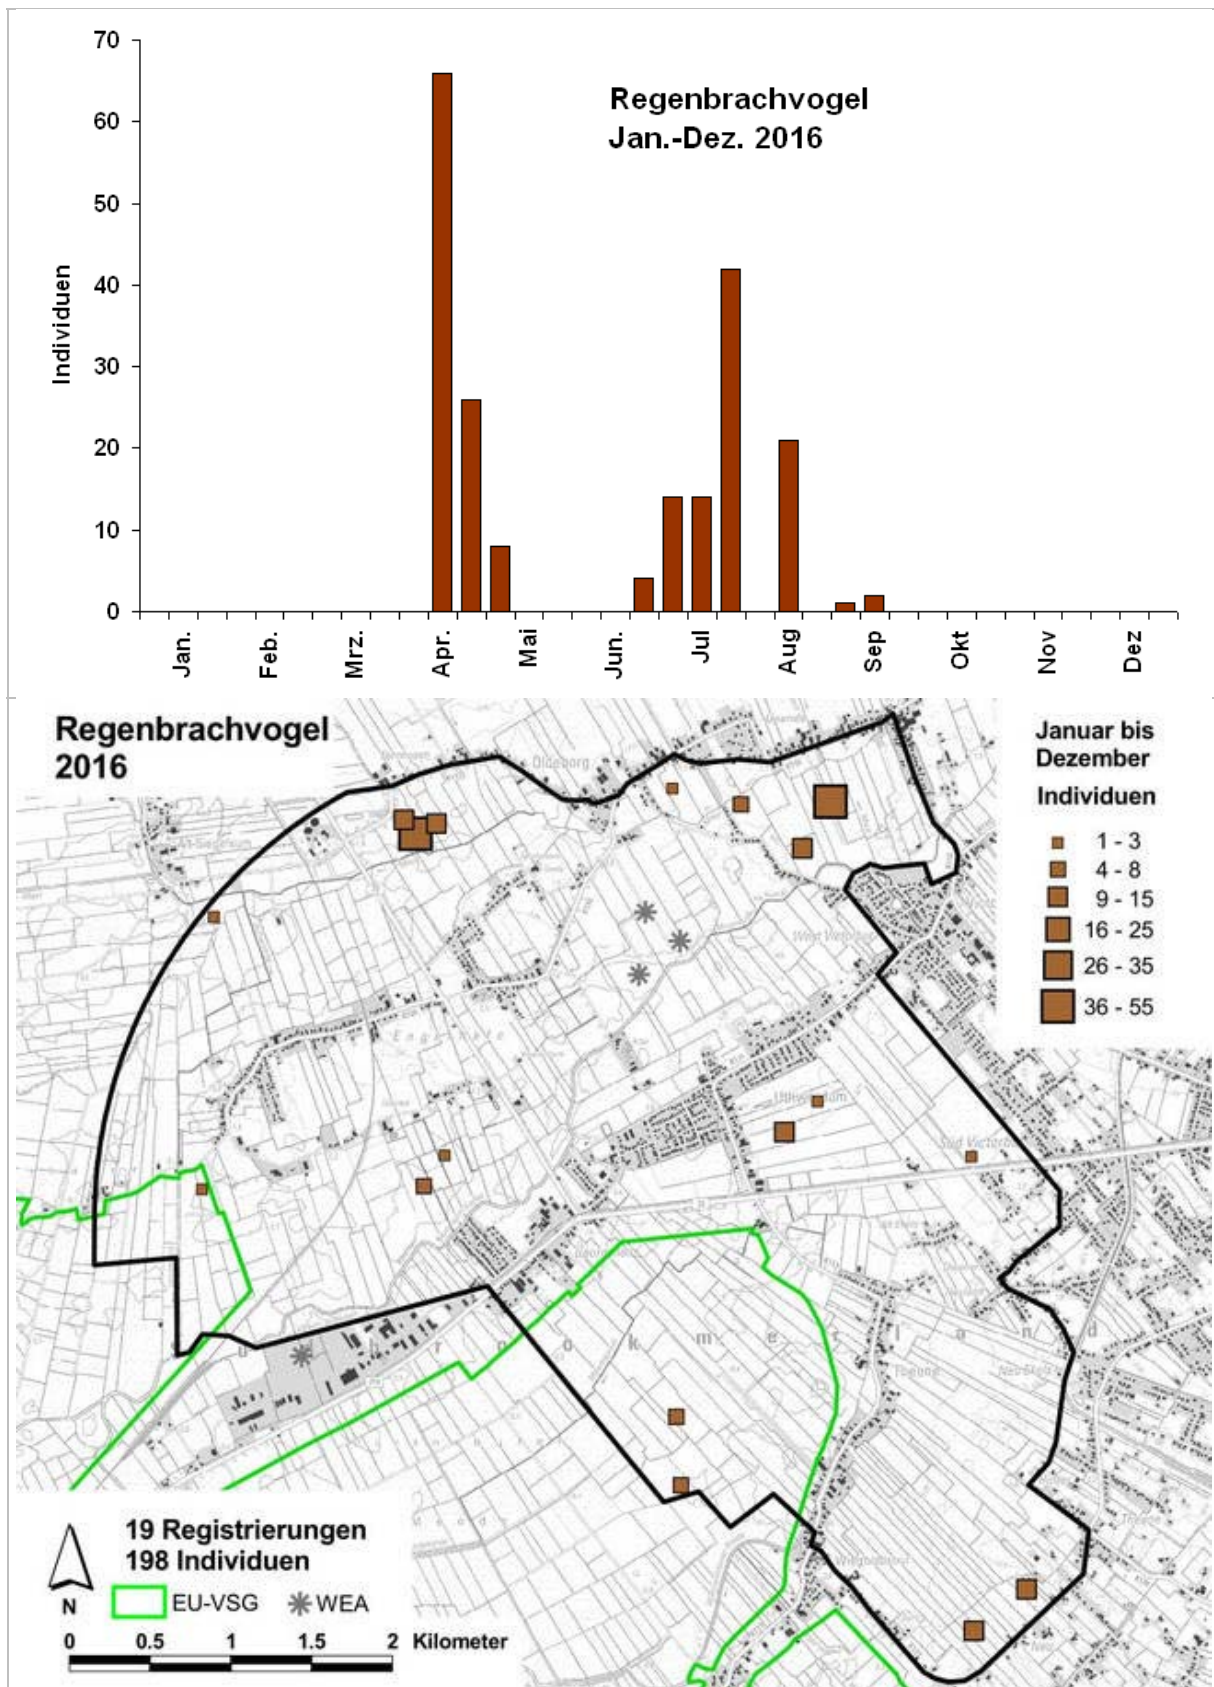 70
60
50
40
30
20
10
0
Individuen
Regenbrachvogel
Jan.-Dez. 2016
Jan.
Feb.
Mrz.
Apr.
Mai
Jun.
Jul
Aug
Sep
Okt
Nov
Dez
Regenbrachvogel
2016
Januar bis
Dezember
Individuen
1 - 3
4 - 8
9 - 15
16 - 25
26 - 35
36 - 55
Oldeborg
19 Registrierungen
198 Individuen
EU-VSG
WEA
N
0 0.5 1 1.5 2 Kilometer